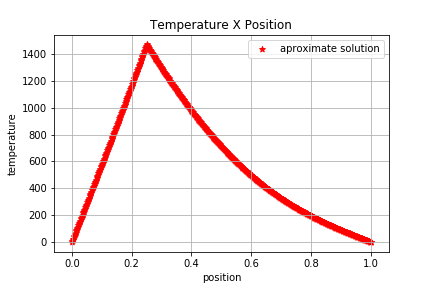 Temperature X Position
aproximate solution
temperature
1400
1200
1000
800
600
400
200
0
0.0 0.2 0.4 0.6 0.8 1.0
position